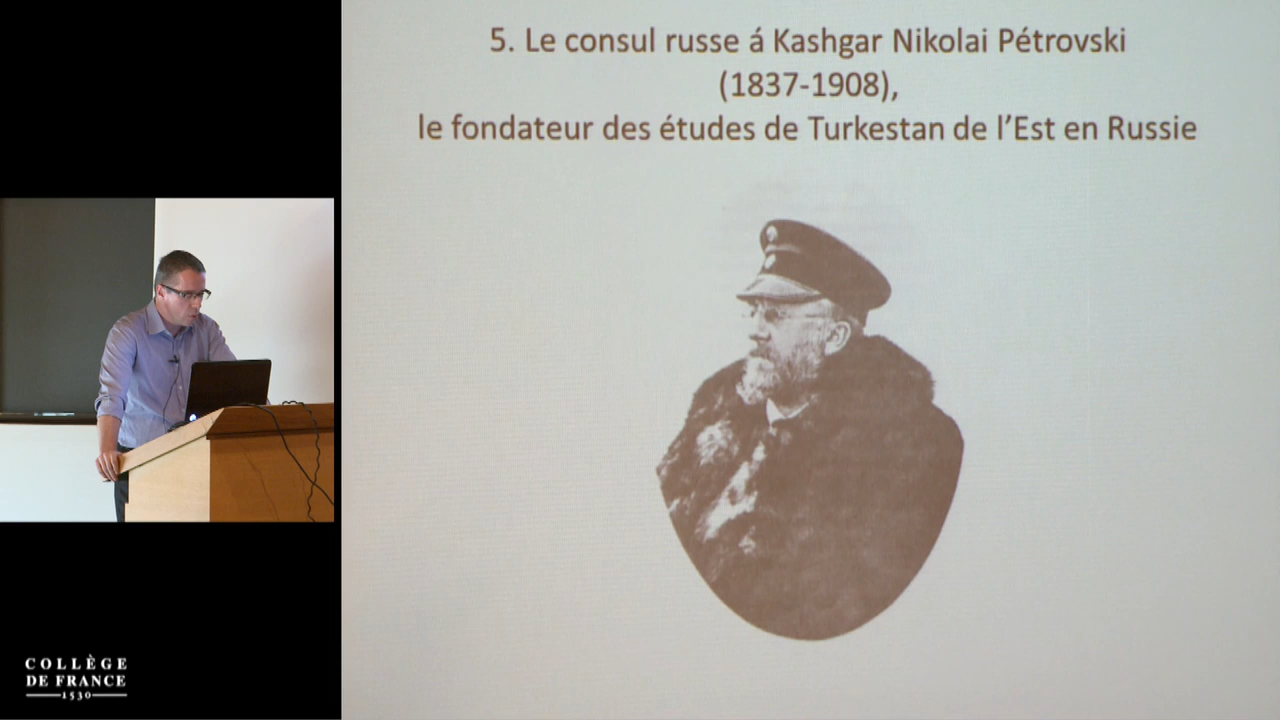 5. Le consul russe á Kashgar Nikolai Pétrovski
(1837-1908),
le fondateur des études de Turkestan de l'Est en Russie
COLLÈGE
DE FRANCE
1530